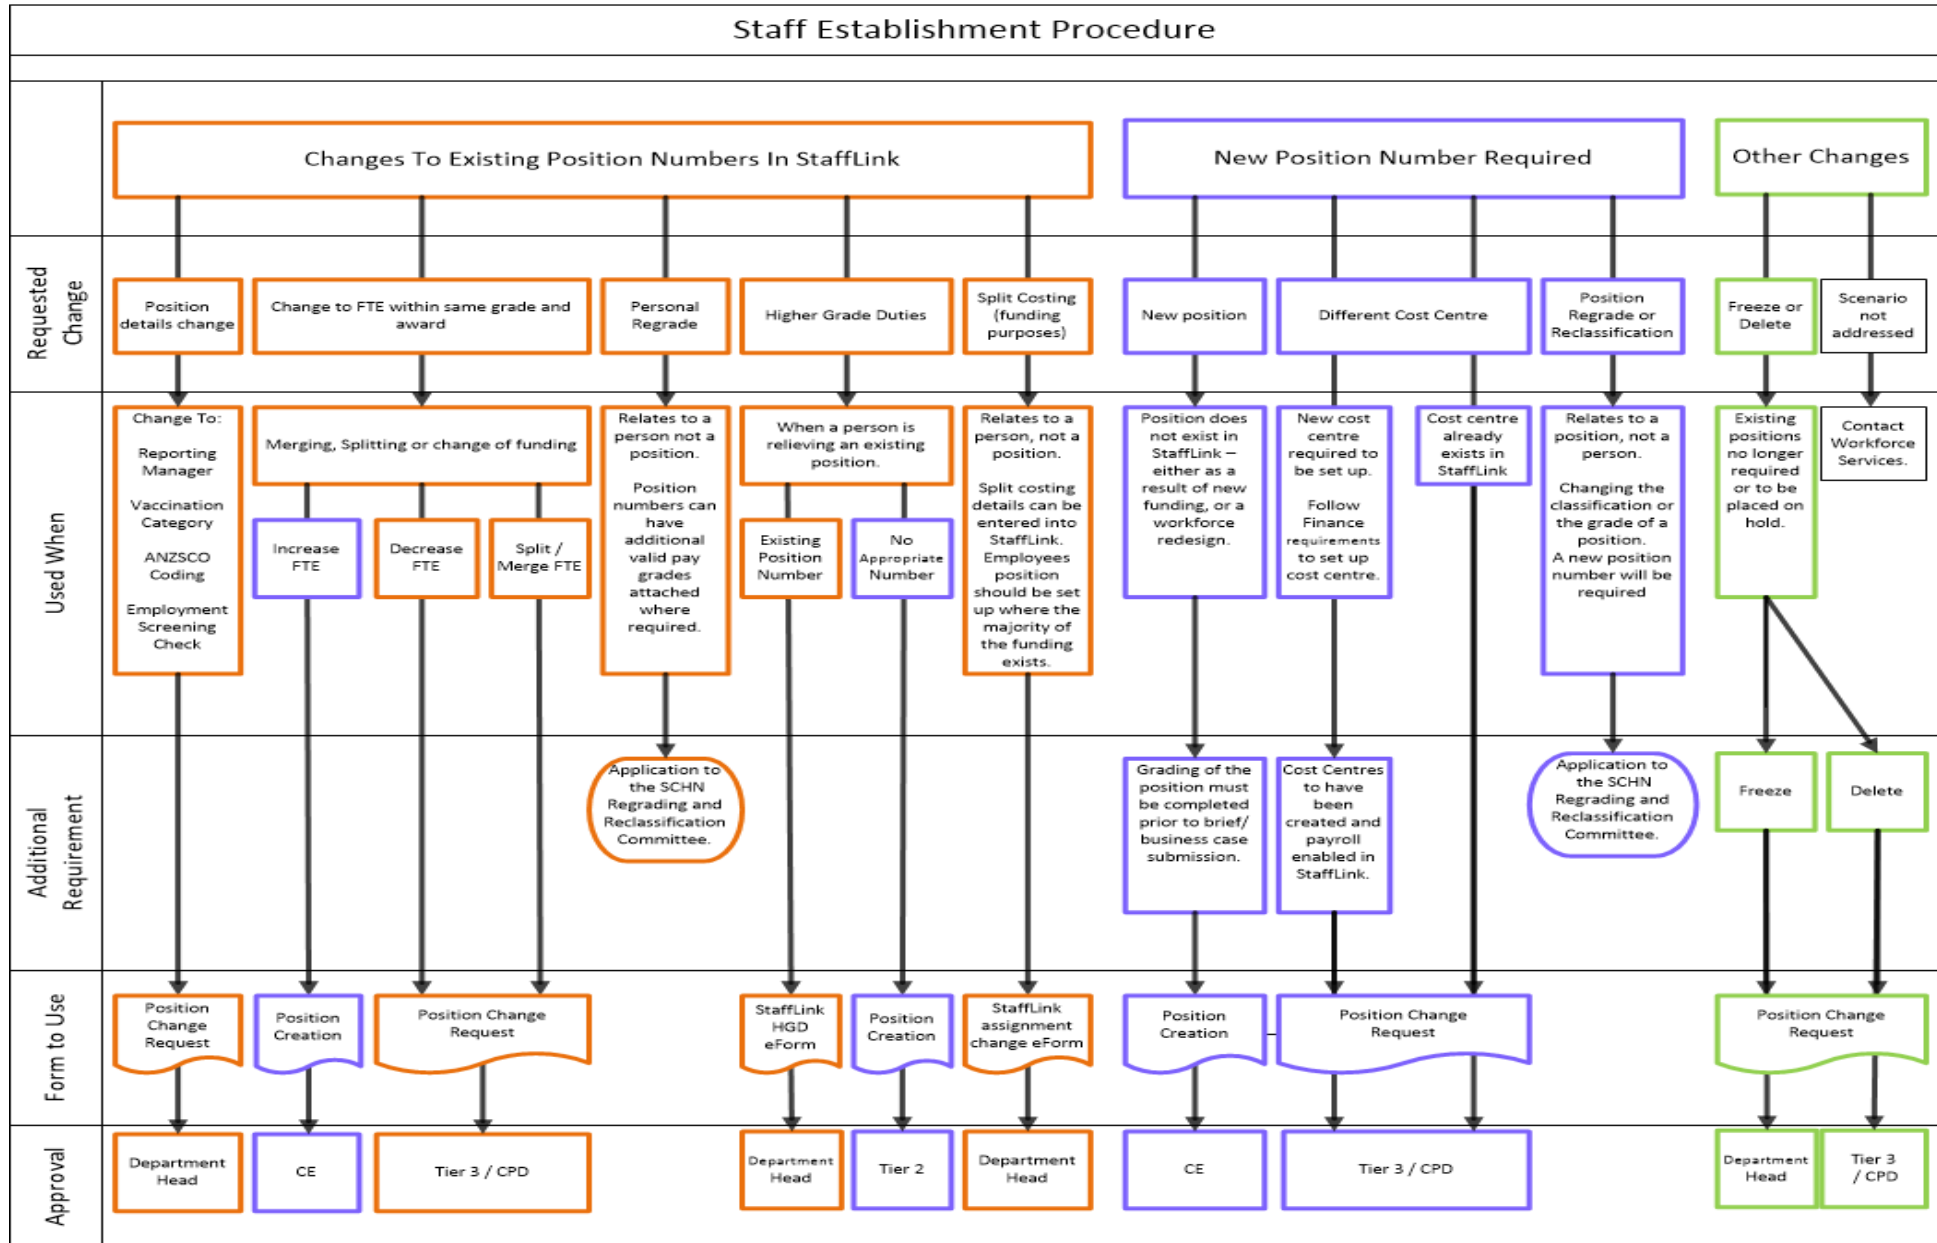 Staff Establishment Procedure
Changes To Existing Position Numbers In StaffLink
New Position Number Required
Other Changes
Requested
Change
Position
details change
Change to FTE within same grade and
award
Personal
Regrade
Higher Grade Duties
Split Costing
(funding
purposes)
New position
Different Cost Centre
Position
Regrade or
Reclassification
Freeze or
Delete
Scenario
not
addressed
Used When
Change To:
Reporting
Manager
Vaccination
Category
ANZSCO
Coding
Employment
Screening
Check
Merging, Splitting or change of funding
Increase
FTE
Decrease
FTE
Split /
Merge FTE
Relates to a
person not a
position.
Position
numbers can
have
additional
valid pay
grades
attached
where
required.
When a person is
relieving an existing
position.
Existing
Position
Number
No
Appropriate
Number
Relates to a
person, not a
position.
Split costing
details can be
entered into
StaffLink.
Employees
position
should be set
up where the
majority of
the funding
exists.
Position does
not exist in
StaffLink –
either as a
result of new
funding, or a
workforce
redesign.
New cost
centre
required to
be set up.
Follow
Finance
requirements
to set up
cost centre.
Cost centre
already
exists in
StaffLink
Relates to a
position, not a
person.
Changing the
classification or
the grade of a
position.
A new position
number will be
required
Existing
positions
no longer
required
or to be
placed on
hold.
Contact
Workforce
Services.
Additional
Requirement
Application to
the SCHN
Regrading and
Reclassification
Committee.
Grading of the
position must
be completed
prior to brief/
business case
submission.
Cost Centres
to have
been
created and
payroll
enabled in
StaffLink.
Application to
the SCHN
Regrading and
Reclassification
Committee.
Freeze
Delete
Form to Use
Position
Change
Request
Position
Creation
Position Change
Request
StaffLink
HGD
eForm
Position
Creation
StaffLink
assignment
change eForm
Position
Creation
Position Change
Request
Position Change
Request
Approval
Department
Head
CE
Tier 3 / CPD
Department
Head
Tier 2
Department
Head
CE
Tier 3 / CPD
Department
Head
Tier 3
/ CPD